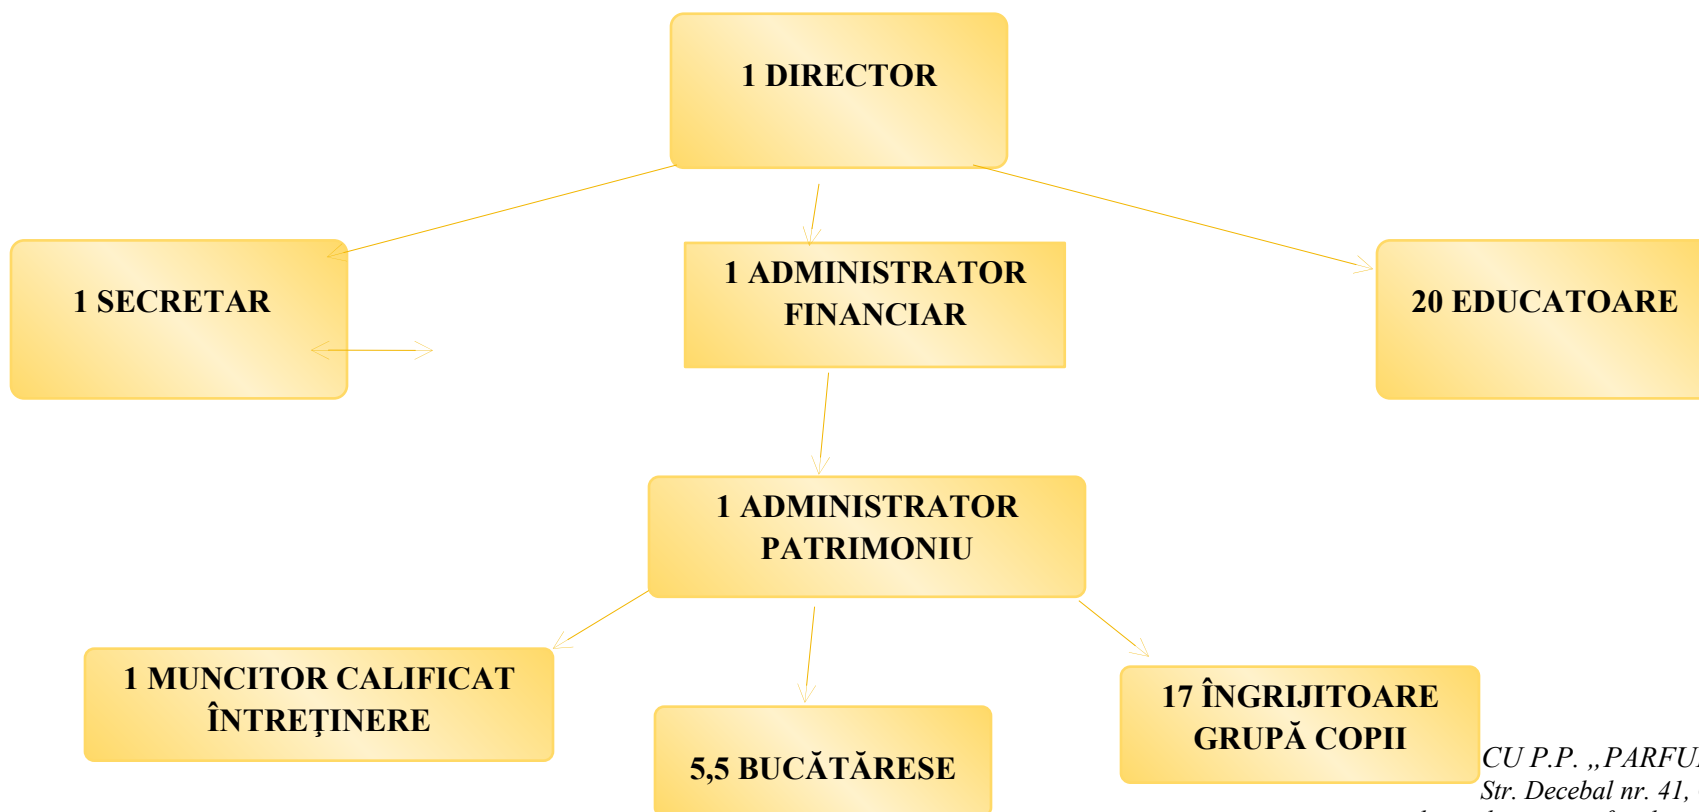 1 DIRECTOR
1 SECRETAR
1 ADMINISTRATOR
FINANCIAR
20 EDUCATOARE
1 ADMINISTRATOR
PATRIMONIU
1 MUNCITOR CALIFICAT
ÎNTREŢINERE
5,5 BUCĂTĂRESE
17 ÎNGRIJITOARE
GRUPĂ COPII
CU P.P. „PARFU
Str. Decebal nr. 41,